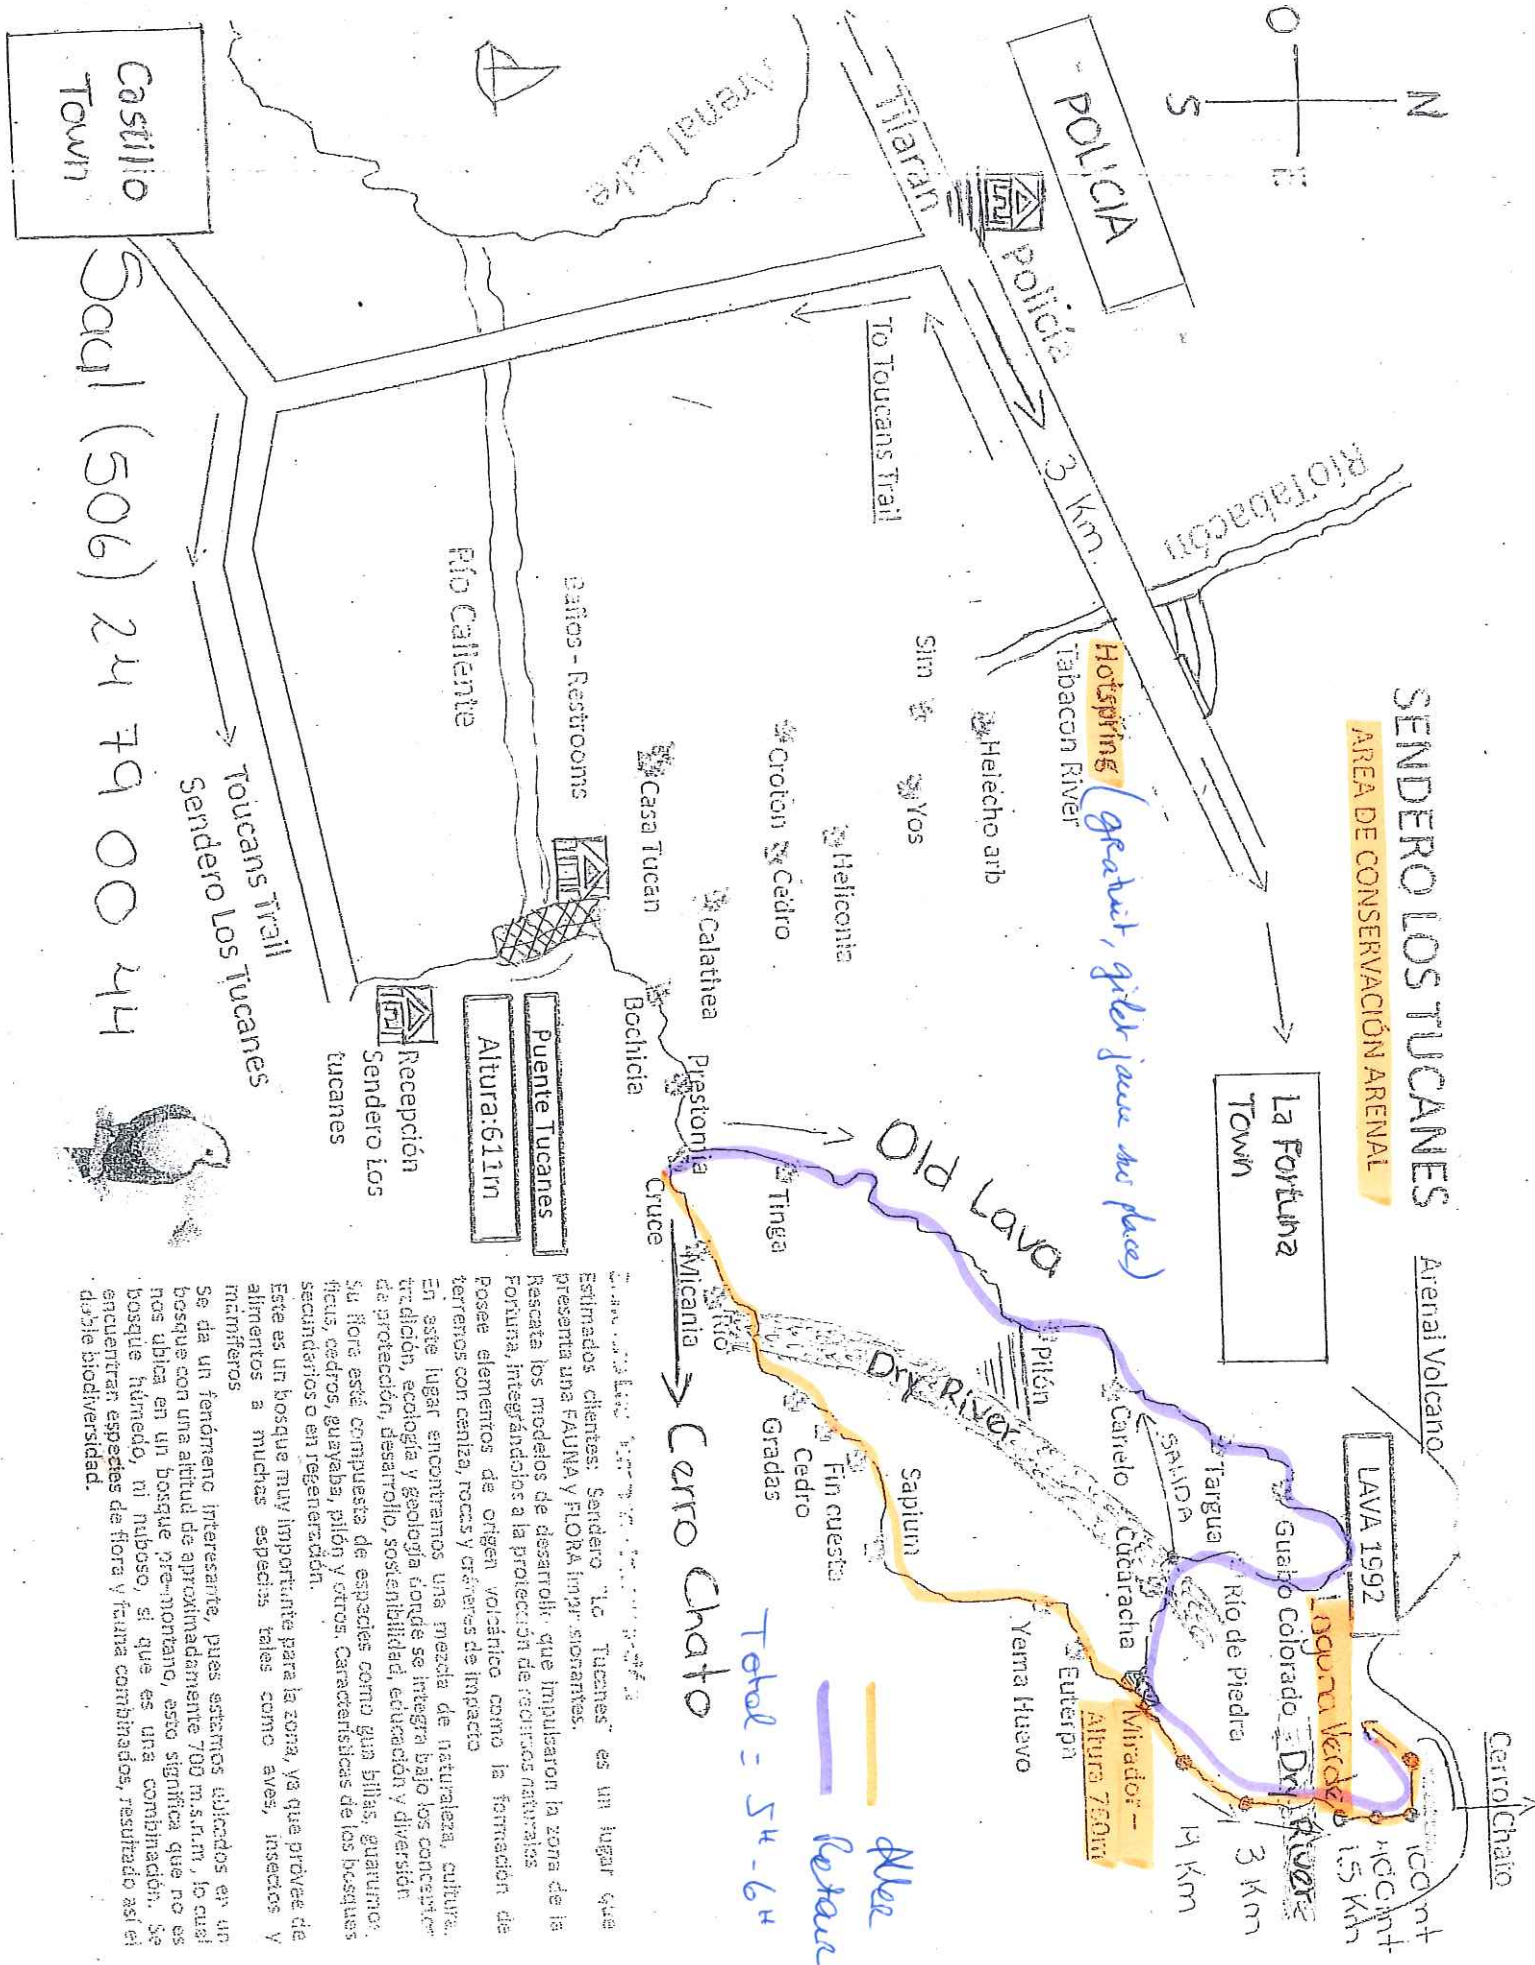 SENDERO LOS TUCANES
AREA DE CONSERVACIÓN ARENAL
N
O
E
S
- POLICIA
Policía
Tilaran
Arenal Lake
3 Km.
Río Tabacón
To Toucans Trail
La Fortuna
Town
Arenal Volcano
Cerro Chato
LAVA 1992
Laguna Verde
1.5 Km
3 Km
Hotspring (gratuit, gilet jaune sur place)
Tabacon River
Helecho arb
Sim
Yos
Heliconia
Croton
Cedro
Casa Tucan
Calathea
Baños - Restrooms
Río Caliente
Bochicia
Prestonia
Old Lava
Tinga
Cruce
Micania
Río
Dry River
Pilón
Canelo
SALIDA
Targua
Guabo Colorado
Río de Piedra
Cucaracha
Gradas
Cedro
Fin cuesta
Sapium
Yema Huevo
Euterpn
Mirador -
Altura 750m
Cerro Chato
Aller
Retour
Total = 5H - 6H
Puente Tucanes
Altura:611m
Recepción
Sendero Los
tucanes
Toucans Trail
Sendero Los Tucanes
Castillo
Town
Saul (506) 24 79 00 44
Estimados clientes: Sendero "Lo Tucanes" es un lugar que
presenta una FAUNA y FLORA impresionantes.
Rescata los modelos de desarrollo que impulsaron la zona de la
Fortuna, integrándolos a la protección de recursos naturales
Posee elementos de origen volcánico como la formación de
terrenos con ceniza, rocas y cráteres de impacto
En este lugar encontramos una mezcla de naturaleza, cultura,
tradición, ecología y geología donde se integra bajo los conceptos
de protección, desarrollo, sostenibilidad, educación y diversión
Su flora está compuesta de especies como gua billas, guarumos,
ficus, cedros, guayaba, pilón y otros. Características de los bosques
secundarios o en regeneración.
Este es un bosque muy importante para la zona, ya que provee de
alimentos a muchas especies tales como aves, insectos y
mamíferos
Se da un fenómeno interesante, pues estamos ubicados en un
bosque con una altitud de aproximadamente 700 m.s.n.m, lo cual
nos ubica en un bosque pre-montano, esto significa que no es
bosque húmedo, ni nuboso, si que es una combinación. Se
encuentran especies de flora y fauna combinados, resultado así el
doble biodiversidad.